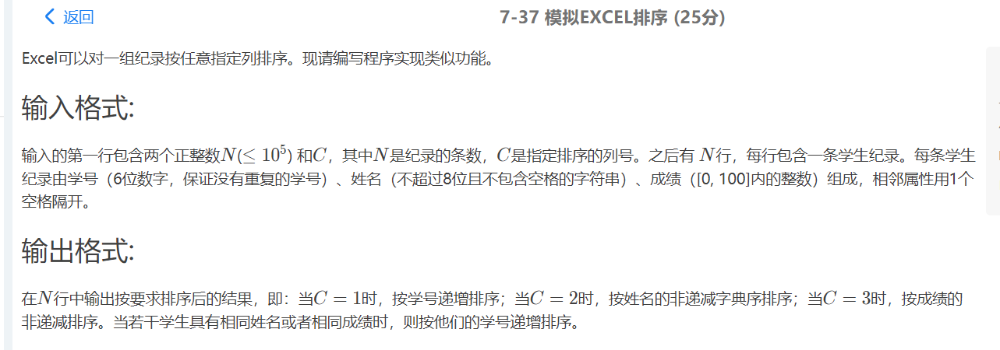 返回
7-37 模拟EXCEL排序 (25分)
Excel可以对一组纪录按任意指定列排序。现请编写程序实现类似功能。
输入格式:
输入的第一行包含两个正整数N(≤ 10⁵) 和C，其中N是纪录的条数，C是指定排序的列号。之后有 N行，每行包含一条学生纪录。每条学生
纪录由学号（6位数字，保证没有重复的学号）、姓名（不超过8位且不包含空格的字符串）、成绩（[0, 100]内的整数）组成，相邻属性用1个
空格隔开。
输出格式:
在N行中输出按要求排序后的结果，即：当C = 1时，按学号递增排序；当C = 2时，按姓名的非递减字典序排序；当C = 3时，按成绩的
非递减排序。当若干学生具有相同姓名或者相同成绩时，则按他们的学号递增排序。